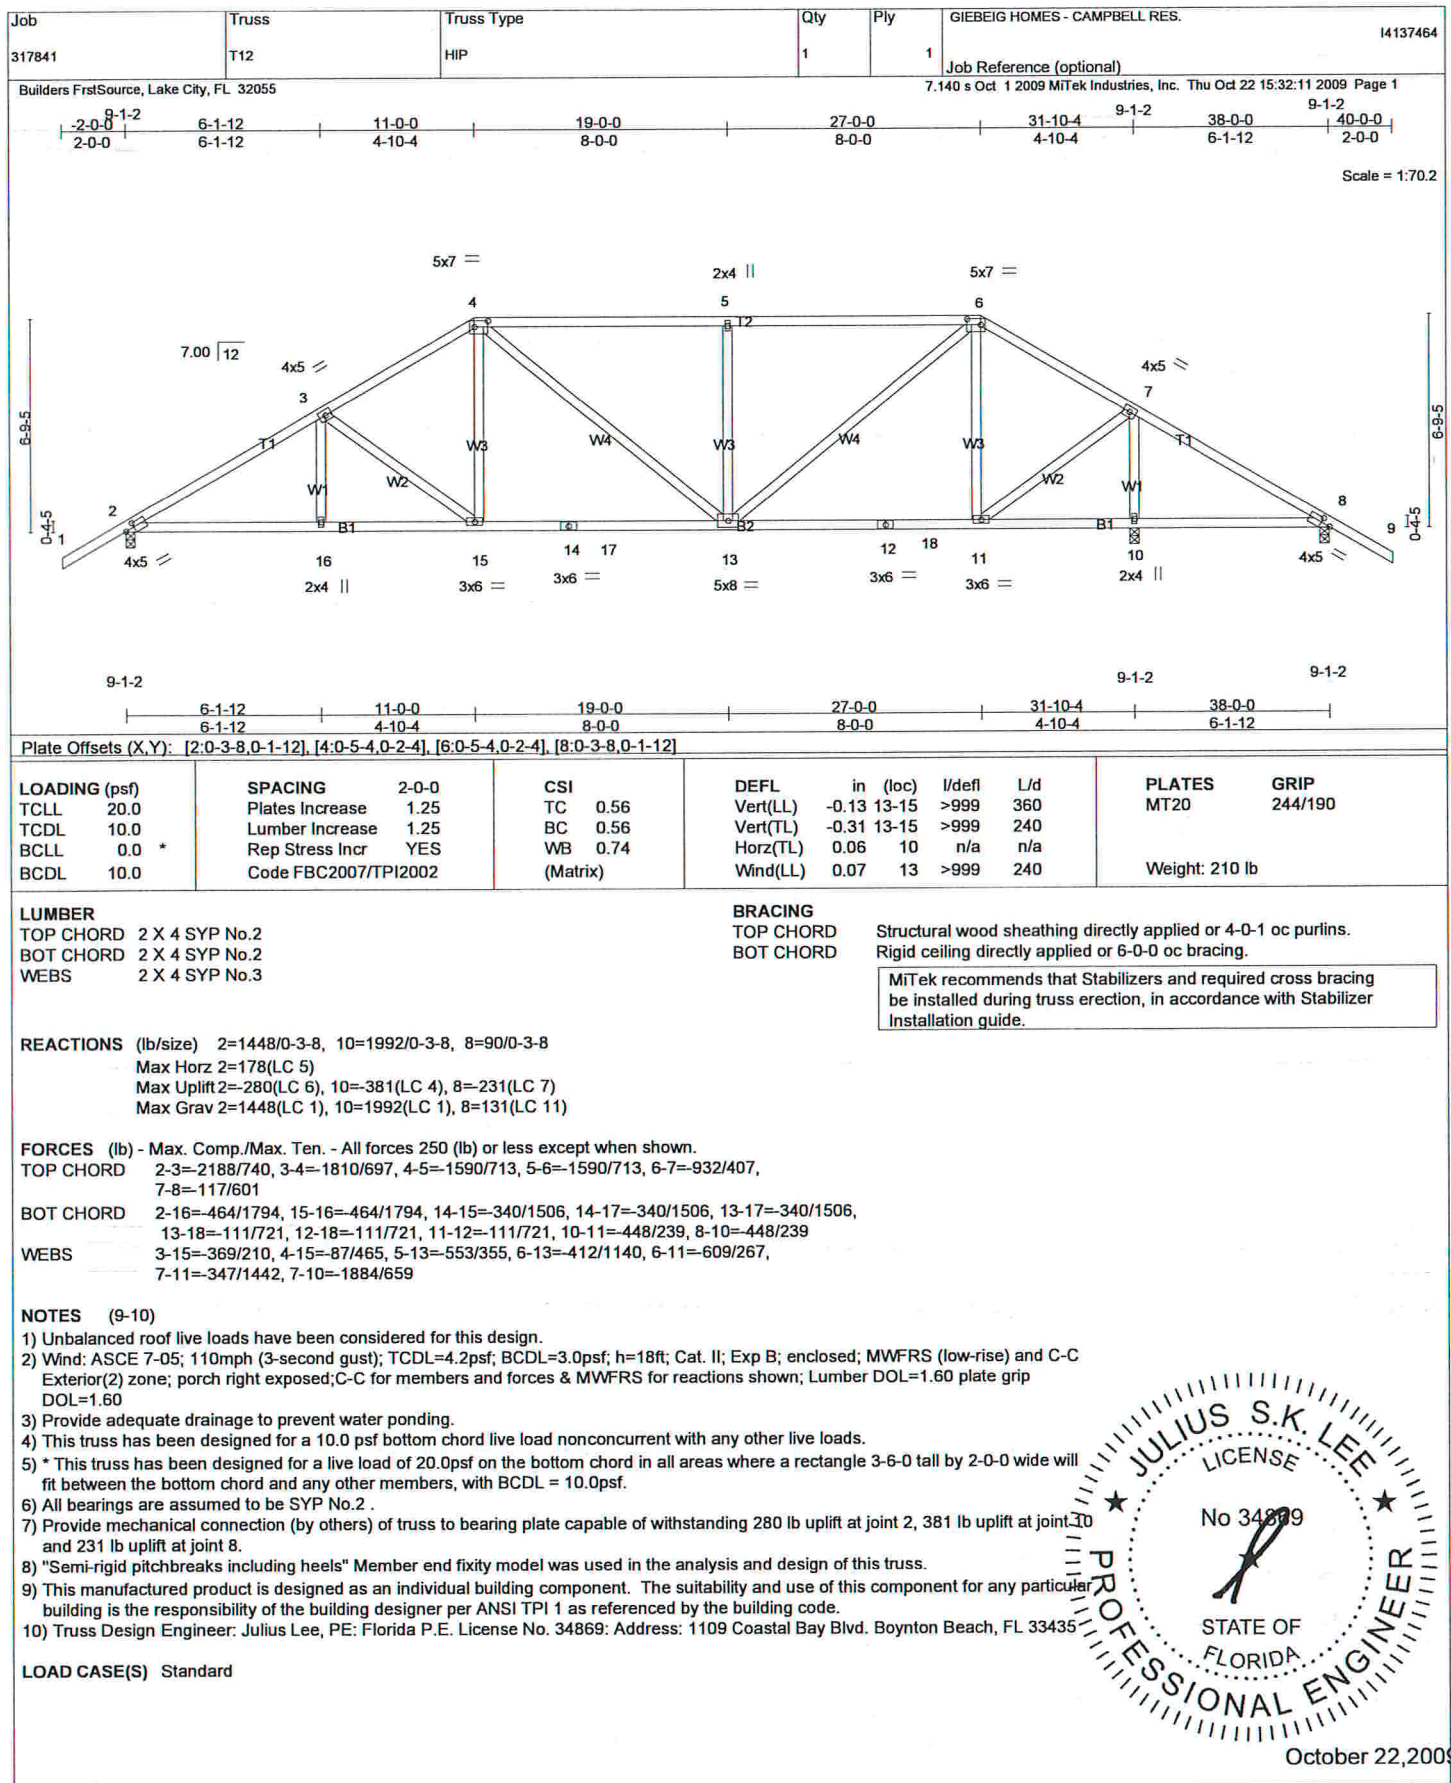 Job Truss Truss Type Qty Ply GIEBEIG HOMES - CAMPBELL RES.
I4137464
317841 T12 HIP 1 1
Job Reference (optional)
Builders FrstSource, Lake City, FL 32055 7.140 s Oct 1 2009 MiTek Industries, Inc. Thu Oct 22 15:32:11 2009 Page 1
9-1-2 9-1-2 9-1-2
-2-0-0 6-1-12 11-0-0 19-0-0 27-0-0 31-10-4 38-0-0 40-0-0
2-0-0 6-1-12 4-10-4 8-0-0 8-0-0 4-10-4 6-1-12 2-0-0
Scale = 1:70.2
5x7 = 2x4 || 5x7 =
4 5 6
T2
7.00 12
4x5 4x5
3 7
6-9-5 6-9-5
T1 W3 W4 W3 W4 W3 T1
W1 W2 W2 W1
2 8
0-4-5 1 B1 B2 B1 9 0-4-5
4x5 16 15 14 17 13 12 18 11 10 4x5
2x4 || 3x6 = 3x6 = 5x8 = 3x6 = 3x6 = 2x4 ||
9-1-2 9-1-2 9-1-2
6-1-12 11-0-0 19-0-0 27-0-0 31-10-4 38-0-0
6-1-12 4-10-4 8-0-0 8-0-0 4-10-4 6-1-12
Plate Offsets (X,Y): [2:0-3-8,0-1-12], [4:0-5-4,0-2-4], [6:0-5-4,0-2-4], [8:0-3-8,0-1-12]
LOADING (psf) SPACING 2-0-0 CSI DEFL in (loc) l/defl L/d PLATES GRIP
TCLL 20.0 Plates Increase 1.25 TC 0.56 Vert(LL) -0.13 13-15 >999 360 MT20 244/190
TCDL 10.0 Lumber Increase 1.25 BC 0.56 Vert(TL) -0.31 13-15 >999 240
BCLL 0.0 * Rep Stress Incr YES WB 0.74 Horz(TL) 0.06 10 n/a n/a
BCDL 10.0 Code FBC2007/TPI2002 (Matrix) Wind(LL) 0.07 13 >999 240 Weight: 210 lb
LUMBER
TOP CHORD 2 X 4 SYP No.2
BOT CHORD 2 X 4 SYP No.2
WEBS 2 X 4 SYP No.3
BRACING
TOP CHORD Structural wood sheathing directly applied or 4-0-1 oc purlins.
BOT CHORD Rigid ceiling directly applied or 6-0-0 oc bracing.
MiTek recommends that Stabilizers and required cross bracing
be installed during truss erection, in accordance with Stabilizer
Installation guide.
REACTIONS (lb/size) 2=1448/0-3-8, 10=1992/0-3-8, 8=90/0-3-8
Max Horz 2=178(LC 5)
Max Uplift 2=-280(LC 6), 10=-381(LC 4), 8=-231(LC 7)
Max Grav 2=1448(LC 1), 10=1992(LC 1), 8=131(LC 11)
FORCES (lb) - Max. Comp./Max. Ten. - All forces 250 (lb) or less except when shown.
TOP CHORD 2-3=-2188/740, 3-4=-1810/697, 4-5=-1590/713, 5-6=-1590/713, 6-7=-932/407,
7-8=-117/601
BOT CHORD 2-16=-464/1794, 15-16=-464/1794, 14-15=-340/1506, 14-17=-340/1506, 13-17=-340/1506,
13-18=-111/721, 12-18=-111/721, 11-12=-111/721, 10-11=-448/239, 8-10=-448/239
WEBS 3-15=-369/210, 4-15=-87/465, 5-13=-553/355, 6-13=-412/1140, 6-11=-609/267,
7-11=-347/1442, 7-10=-1884/659
NOTES (9-10)
1) Unbalanced roof live loads have been considered for this design.
2) Wind: ASCE 7-05; 110mph (3-second gust); TCDL=4.2psf; BCDL=3.0psf; h=18ft; Cat. II; Exp B; enclosed; MWFRS (low-rise) and C-C
Exterior(2) zone; porch right exposed;C-C for members and forces & MWFRS for reactions shown; Lumber DOL=1.60 plate grip
DOL=1.60
3) Provide adequate drainage to prevent water ponding.
4) This truss has been designed for a 10.0 psf bottom chord live load nonconcurrent with any other live loads.
5) * This truss has been designed for a live load of 20.0psf on the bottom chord in all areas where a rectangle 3-6-0 tall by 2-0-0 wide will
fit between the bottom chord and any other members, with BCDL = 10.0psf.
6) All bearings are assumed to be SYP No.2 .
7) Provide mechanical connection (by others) of truss to bearing plate capable of withstanding 280 lb uplift at joint 2, 381 lb uplift at joint 10
and 231 lb uplift at joint 8.
8) "Semi-rigid pitchbreaks including heels" Member end fixity model was used in the analysis and design of this truss.
9) This manufactured product is designed as an individual building component. The suitability and use of this component for any particular
building is the responsibility of the building designer per ANSI TPI 1 as referenced by the building code.
10) Truss Design Engineer: Julius Lee, PE: Florida P.E. License No. 34869: Address: 1109 Coastal Bay Blvd. Boynton Beach, FL 33435
LOAD CASE(S) Standard
JULIUS S.K. LEE
LICENSE
No 34869
STATE OF
FLORIDA
PROFESSIONAL ENGINEER
October 22,2009